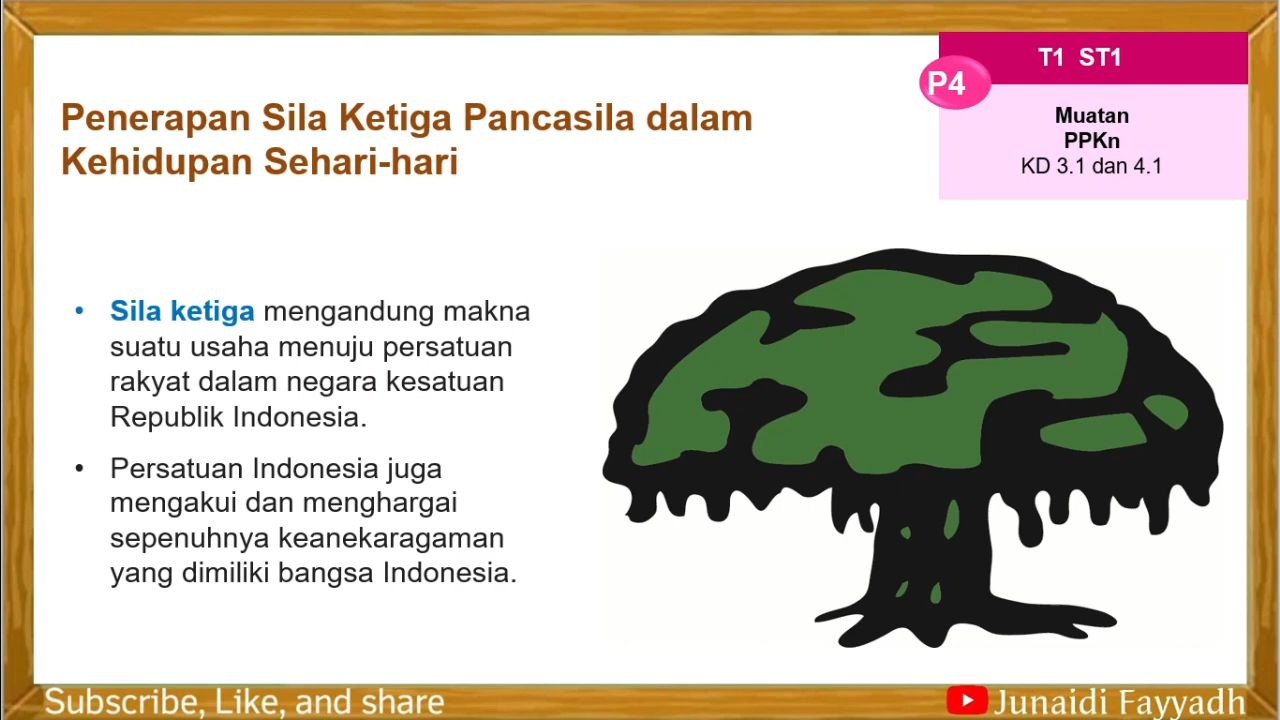 T1 ST1
P4
Muatan
PPKn
KD 3.1 dan 4.1
Penerapan Sila Ketiga Pancasila dalam
Kehidupan Sehari-hari
• Sila ketiga mengandung makna
suatu usaha menuju persatuan
rakyat dalam negara kesatuan
Republik Indonesia.
• Persatuan Indonesia juga
mengakui dan menghargai
sepenuhnya keanekaragaman
yang dimiliki bangsa Indonesia.
Subscribe, Like, and share
Junaidi Fayyadh